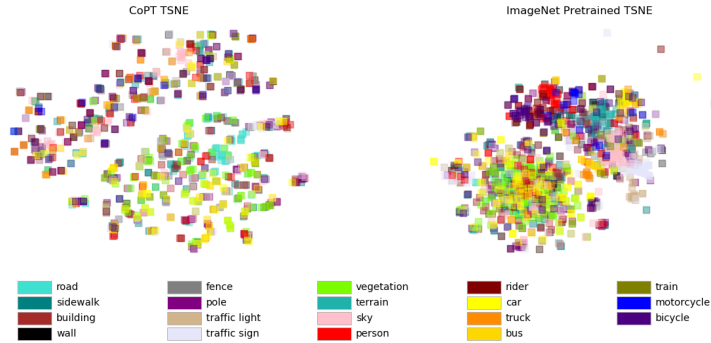 CoPT TSNE
ImageNet Pretrained TSNE
road
sidewalk
building
wall
fence
pole
traffic light
traffic sign
vegetation
terrain
sky
person
rider
car
truck
bus
train
motorcycle
bicycle